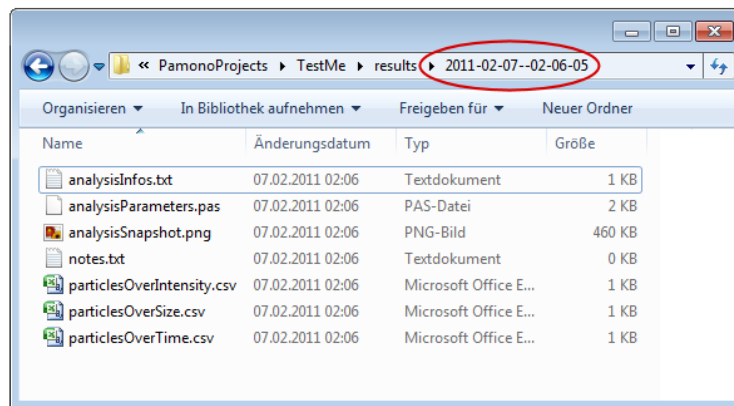 « PamonoProjects ▸ TestMe ▸ results ▸ 2011-02-07--02-06-05
Organisieren ▾ In Bibliothek aufnehmen ▾ Freigeben für ▾ Neuer Ordner
Name Änderungsdatum Typ Größe
analysisInfos.txt 07.02.2011 02:06 Textdokument 1 KB
analysisParameters.pas 07.02.2011 02:06 PAS-Datei 2 KB
analysisSnapshot.png 07.02.2011 02:06 PNG-Bild 460 KB
notes.txt 07.02.2011 02:06 Textdokument 0 KB
particlesOverIntensity.csv 07.02.2011 02:06 Microsoft Office E... 1 KB
particlesOverSize.csv 07.02.2011 02:06 Microsoft Office E... 1 KB
particlesOverTime.csv 07.02.2011 02:06 Microsoft Office E... 1 KB